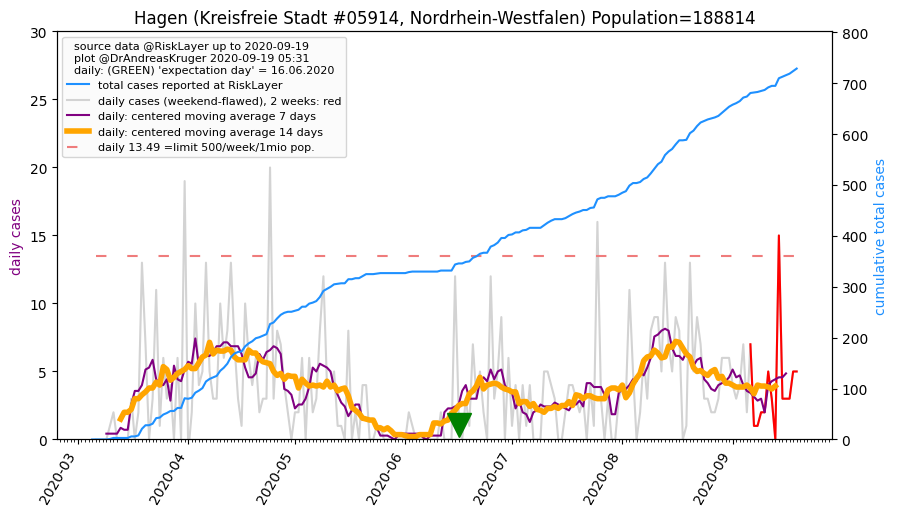 Hagen (Kreisfreie Stadt #05914, Nordrhein-Westfalen) Population=188814
source data @RiskLayer up to 2020-09-19
plot @DrAndreasKruger 2020-09-19 05:31
daily: (GREEN) 'expectation day' = 16.06.2020
total cases reported at RiskLayer
daily cases (weekend-flawed), 2 weeks: red
daily: centered moving average 7 days
daily: centered moving average 14 days
daily 13.49 =limit 500/week/1mio pop.
daily cases
30
25
20
15
10
5
0
800
700
600
500
400
300
200
100
0
cumulative total cases
2020-03
2020-04
2020-05
2020-06
2020-07
2020-08
2020-09